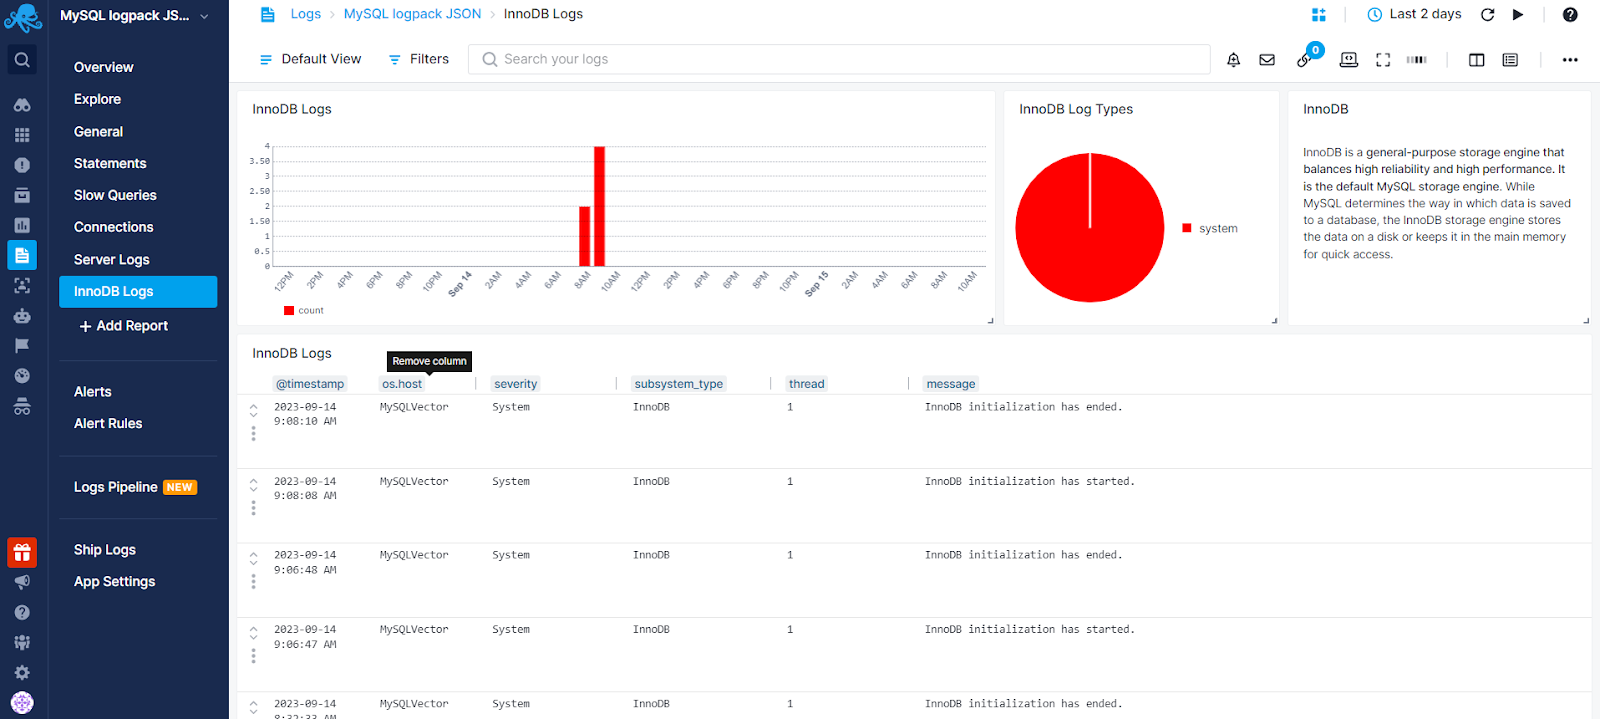 MySQL logpack JS...
Overview
Explore
General
Statements
Slow Queries
Connections
Server Logs
InnoDB Logs
+ Add Report
Alerts
Alert Rules
Logs Pipeline NEW
Ship Logs
App Settings
Logs > MySQL logpack JSON > InnoDB Logs
Last 2 days
Default View
Filters
Search your logs
0
InnoDB Logs
4
3.50
3
2.50
2
1.50
1
0.5
0
12PM 2PM 4PM 6PM 8PM 10PM Sep 14 2AM 4AM 6AM 8AM 10AM 12PM 2PM 4PM 6PM 8PM 10PM Sep 15 2AM 4AM 6AM 8AM 10AM
count
InnoDB Log Types
system
InnoDB
InnoDB is a general-purpose storage engine that
balances high reliability and high performance. It
is the default MySQL storage engine. While
MySQL determines the way in which data is saved
to a database, the InnoDB storage engine stores
the data on a disk or keeps it in the main memory
for quick access.
InnoDB Logs
Remove column
@timestamp os.host severity subsystem_type thread message
2023-09-14 MySQLVector System InnoDB 1 InnoDB initialization has ended.
9:08:10 AM
2023-09-14 MySQLVector System InnoDB 1 InnoDB initialization has started.
9:08:08 AM
2023-09-14 MySQLVector System InnoDB 1 InnoDB initialization has ended.
9:06:48 AM
2023-09-14 MySQLVector System InnoDB 1 InnoDB initialization has started.
9:06:47 AM
2023-09-14 MySQLVector System InnoDB 1 InnoDB initialization has ended.
8:32:33 AM